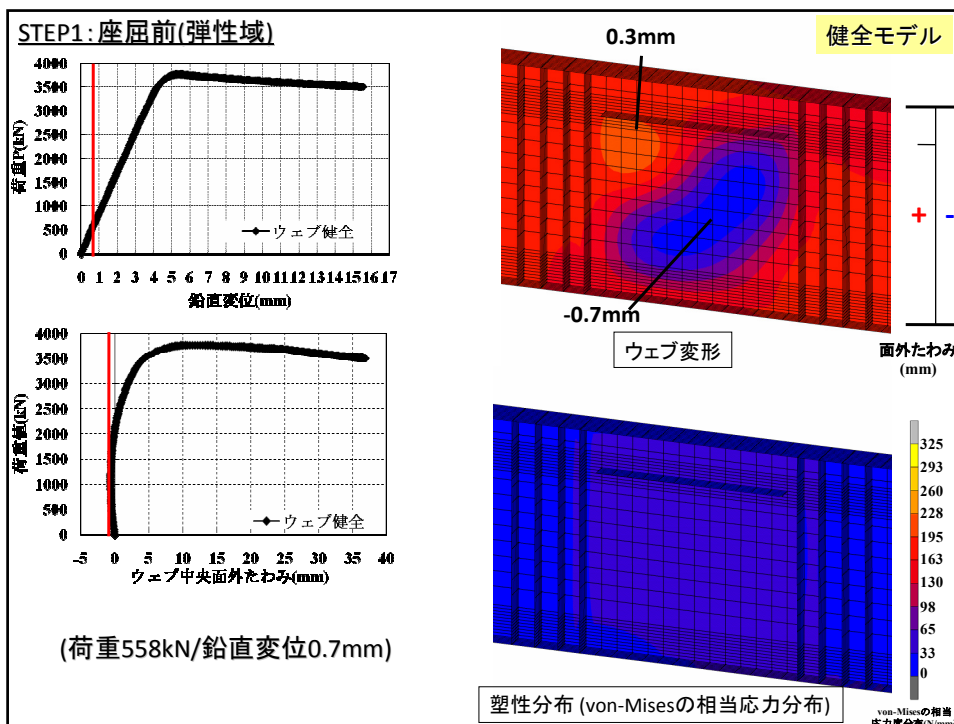 STEP1:座屈前(弾性域)
健全モデル
4000
3500
3000
2500
2000
1500
1000
500
0
荷重P(kN)
ウェブ健全
0 1 2 3 4 5 6 7 8 9 10 11 12 13 14 15 16 17
鉛直変位(mm)
0.3mm
-0.7mm
ウェブ変形
+ -
面外たわみ
(mm)
4000
3500
3000
2500
2000
1500
1000
500
0
荷重値(kN)
ウェブ健全
-5 0 5 10 15 20 25 30 35 40
ウェブ中央面外たわみ(mm)
(荷重558kN/鉛直変位0.7mm)
325
293
260
228
195
163
130
98
65
33
0
塑性分布 (von-Misesの相当応力分布)
von-Misesの相当